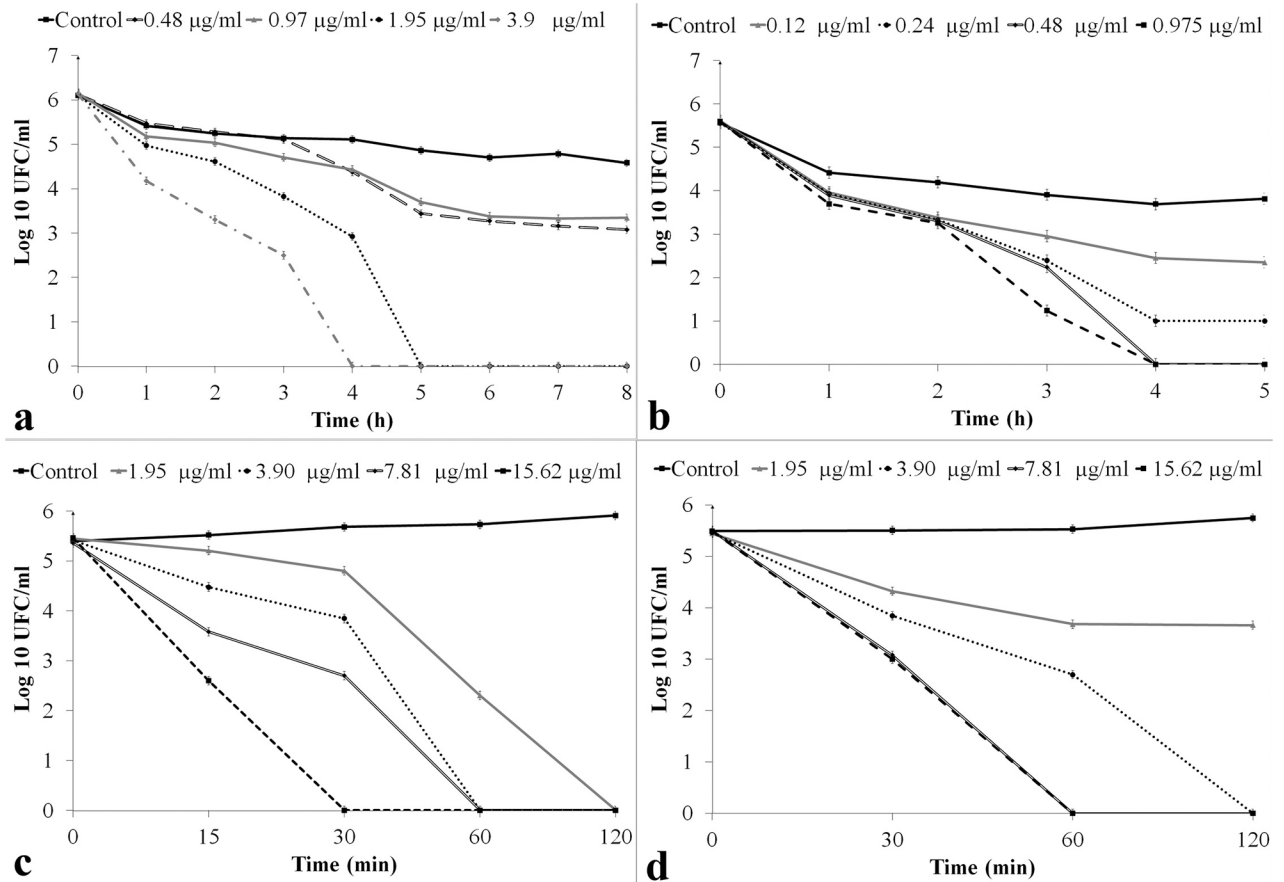 Control 0.48 µg/ml 0.97 µg/ml 1.95 µg/ml 3.9 µg/ml
7
6
5
4
3
2
1
0
Log 10 UFC/ml
0 1 2 3 4 5 6 7 8
Time (h)
a
Control 0.12 µg/ml 0.24 µg/ml 0.48 µg/ml 0.975 µg/ml
7
6
5
4
3
2
1
0
Log 10 UFC/ml
0 1 2 3 4 5
Time (h)
b
Control 1.95 µg/ml 3.90 µg/ml 7.81 µg/ml 15.62 µg/ml
6
5
4
3
2
1
0
Log 10 UFC/ml
0 15 30 60 120
Time (min)
c
Control 1.95 µg/ml 3.90 µg/ml 7.81 µg/ml 15.62 µg/ml
6
5
4
3
2
1
0
Log 10 UFC/ml
0 30 60 120
Time (min)
d